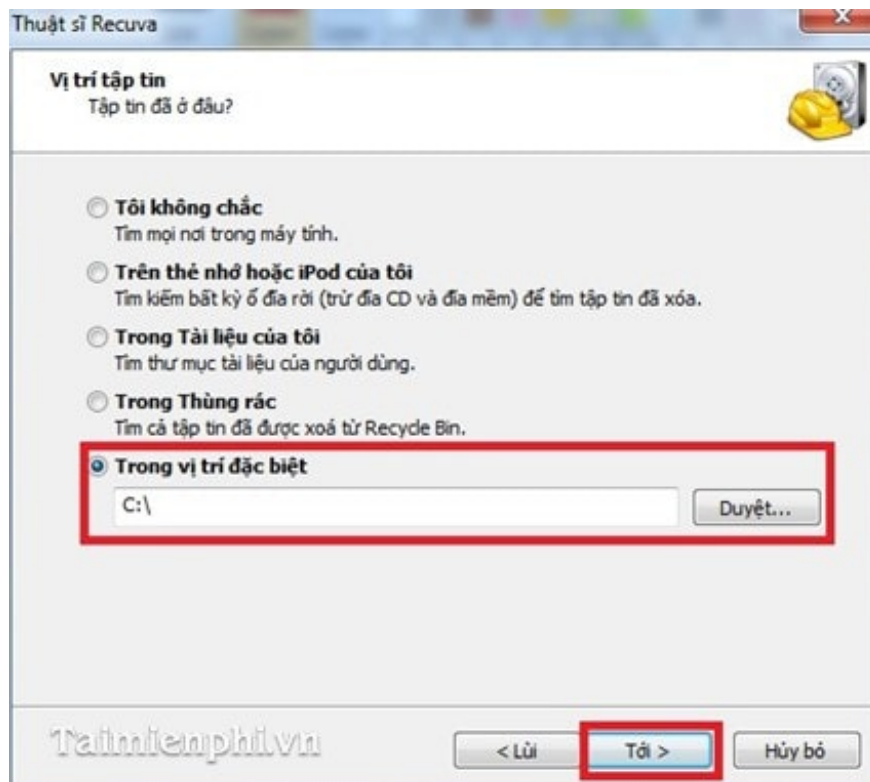 Thuật sĩ Recuva
Vị trí tập tin
Tập tin đã ở đâu?
Tôi không chắc
Tìm mọi nơi trong máy tính.
Trên thẻ nhớ hoặc iPod của tôi
Tìm kiếm bất kỳ ổ đĩa rời (trừ đĩa CD và đĩa mềm) để tìm tập tin đã xóa.
Trong Tài liệu của tôi
Tìm thư mục tài liệu của người dùng.
Trong Thùng rác
Tìm cả tập tin đã được xoá từ Recycle Bin.
Trong vị trí đặc biệt
C:\ Duyệt...
Taimienphi.vn
< Lùi Tới > Hủy bỏ